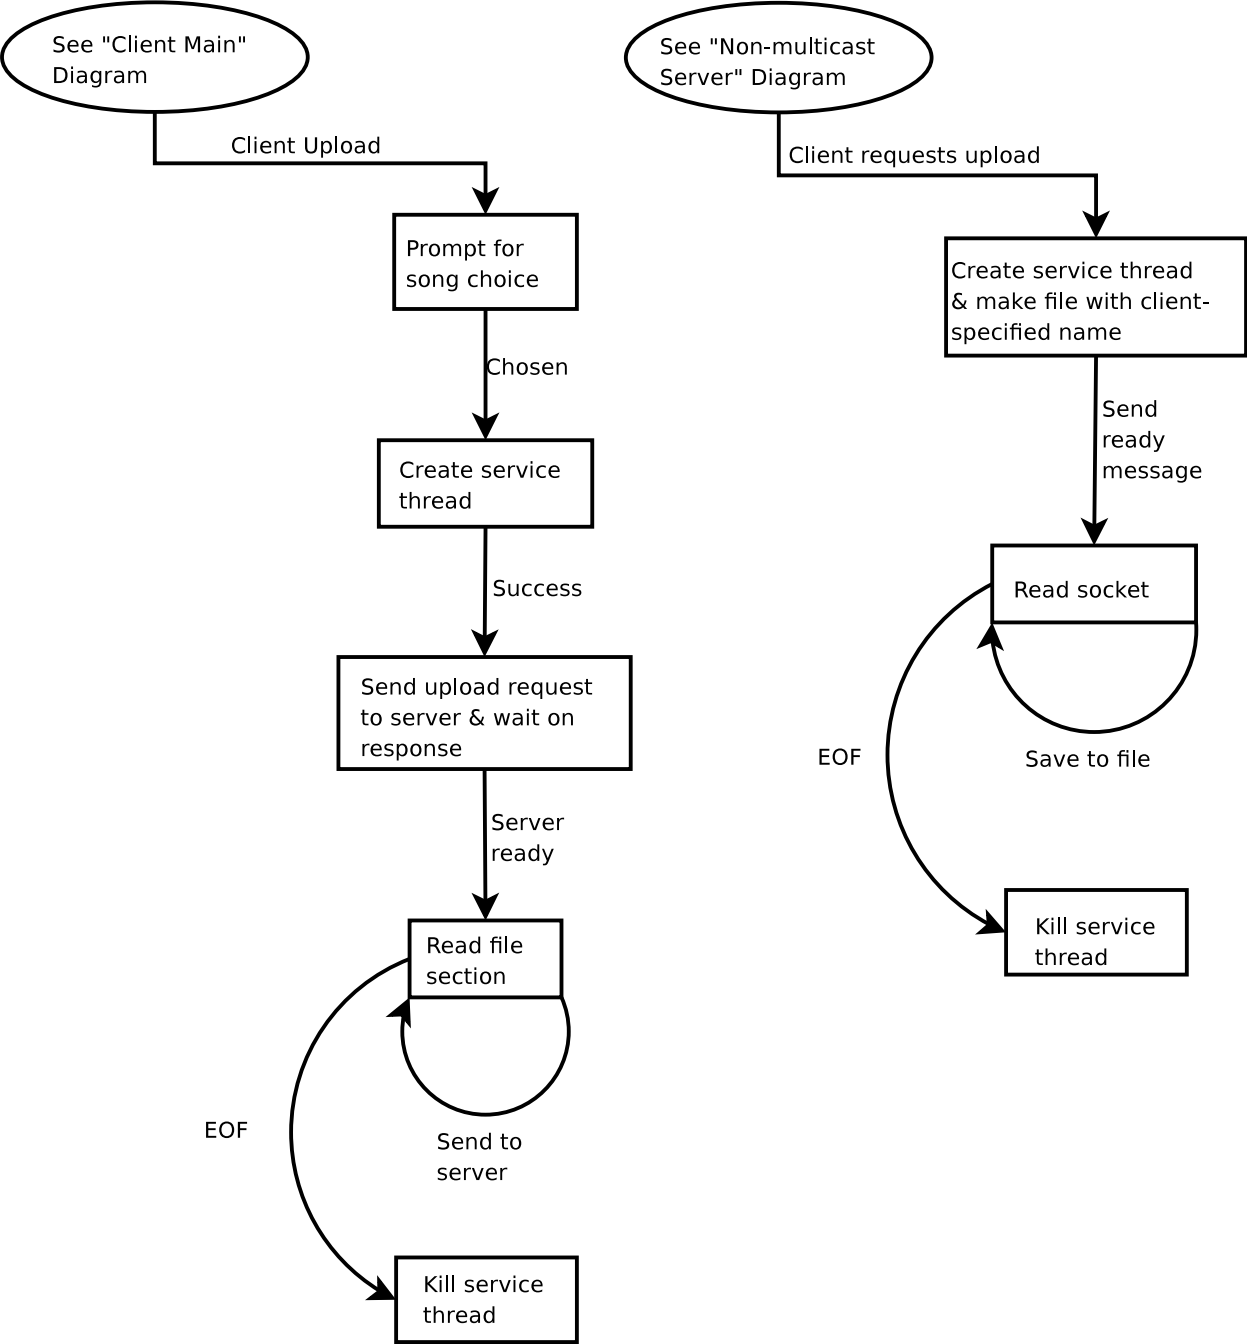 See "Client Main"
Diagram
Client Upload
Prompt for
song choice
Chosen
Create service
thread
Success
Send upload request
to server & wait on
response
Server
ready
Read file
section
EOF
Send to
server
Kill service
thread
See "Non-multicast
Server" Diagram
Client requests upload
Create service thread
& make file with client-
specified name
Send
ready
message
Read socket
EOF
Save to file
Kill service
thread